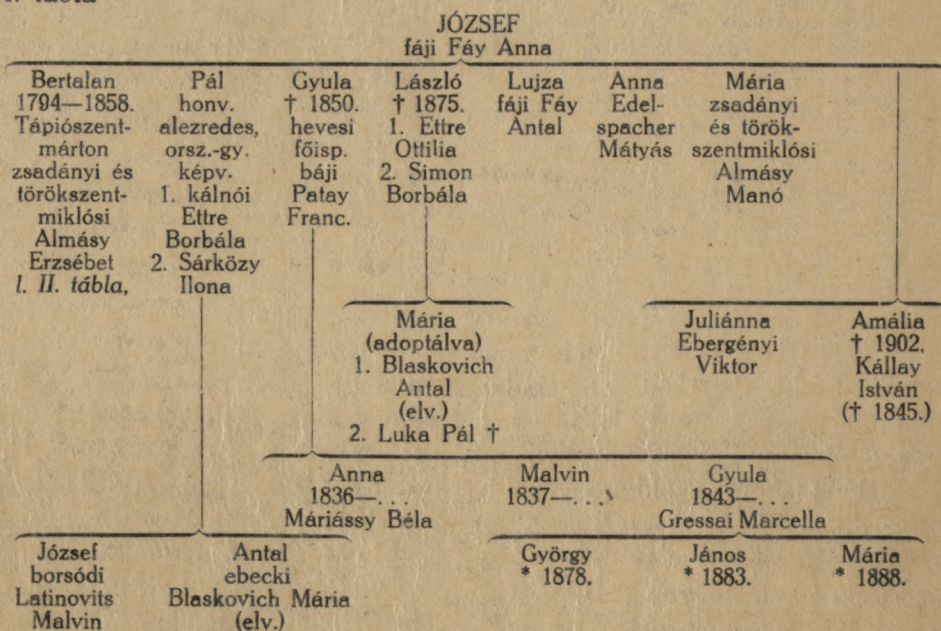 JÓZSEF
fáji Fáy Anna
Bertalan
1794—1858.
Tápiószent-
márton
zsadányi és
törökszent-
miklósi
Almásy
Erzsébet
l. II. tábla,
Pál
honv.
alezredes,
orsz.-gy.
képv.
1. kálnói
Ettre
Borbála
2. Sárközy
Ilona
Gyula
† 1850.
hevesi
főisp.
báji
Patay
Franc.
László
† 1875.
1. Ettre
Ottilia
2. Simon
Borbála
Lujza
fáji Fáy
Antal
Anna
Edel-
spacher
Mátyás
Mária
zsadányi
és török-
szentmiklósi
Almásy
Manó
Mária
(adoptálva)
1. Blaskovich
Antal
(elv.)
2. Luka Pál †
Juliánna
Ebergényi
Viktor
Amália
† 1902.
Kállay
István
(† 1845.)
Anna
1836—...
Máriássy Béla
Malvin
1837—...
Gyula
1843—...
Gressai Marcella
József
borsódi
Latinovits
Malvin
Antal
ebecki
Blaskovich Mária
(elv.)
György
* 1878.
János
* 1883.
Mária
* 1888.